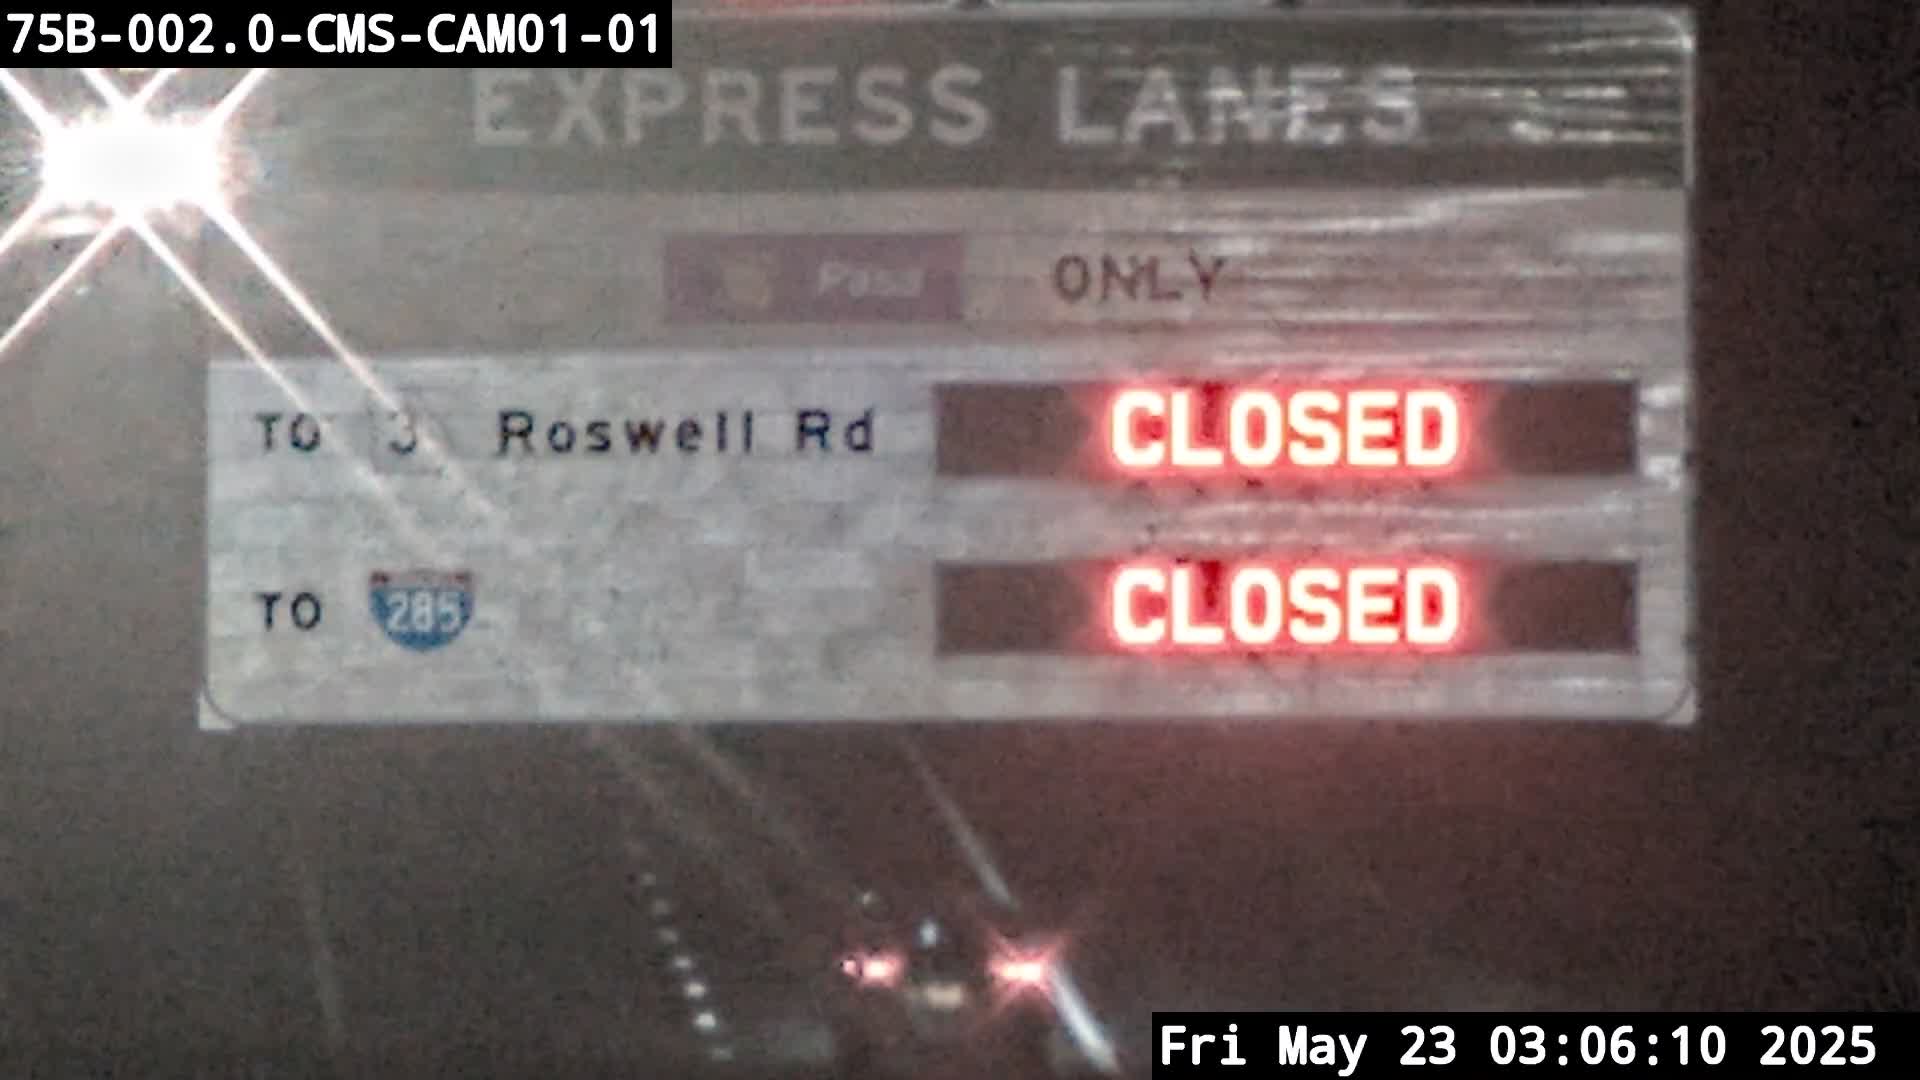 75B-002.0-CMS-CAM01-01
EXPRESS LANES
Pass ONLY
TO 3 Roswell Rd CLOSED
TO 285 CLOSED
Fri May 23 03:06:10 2025